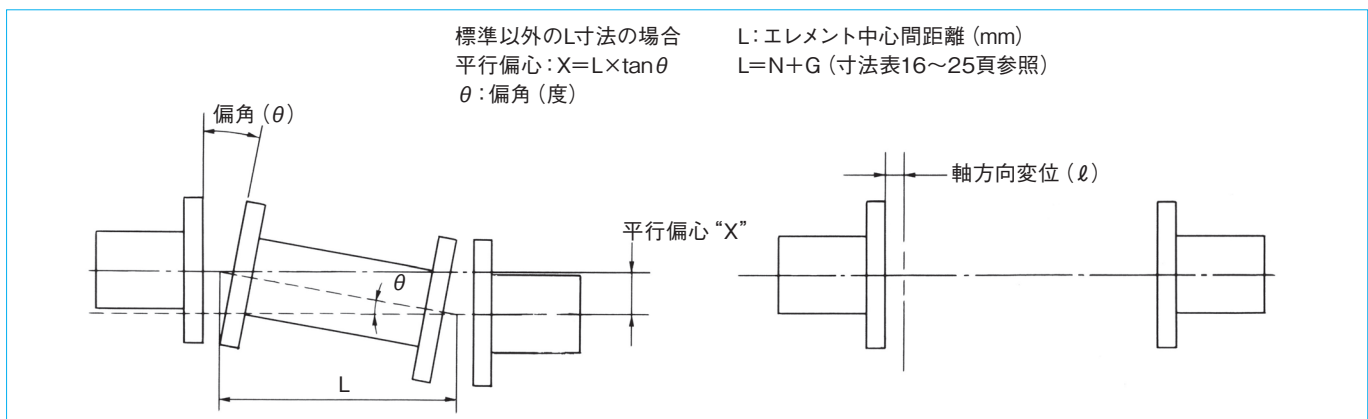 標準以外のL寸法の場合
平行偏心：X＝L×tanθ
θ：偏角（度）
L：エレメント中心間距離（mm）
L＝N＋G（寸法表16〜25頁参照）
偏角（θ）
θ
L
平行偏心 “X”
軸方向変位（ℓ）